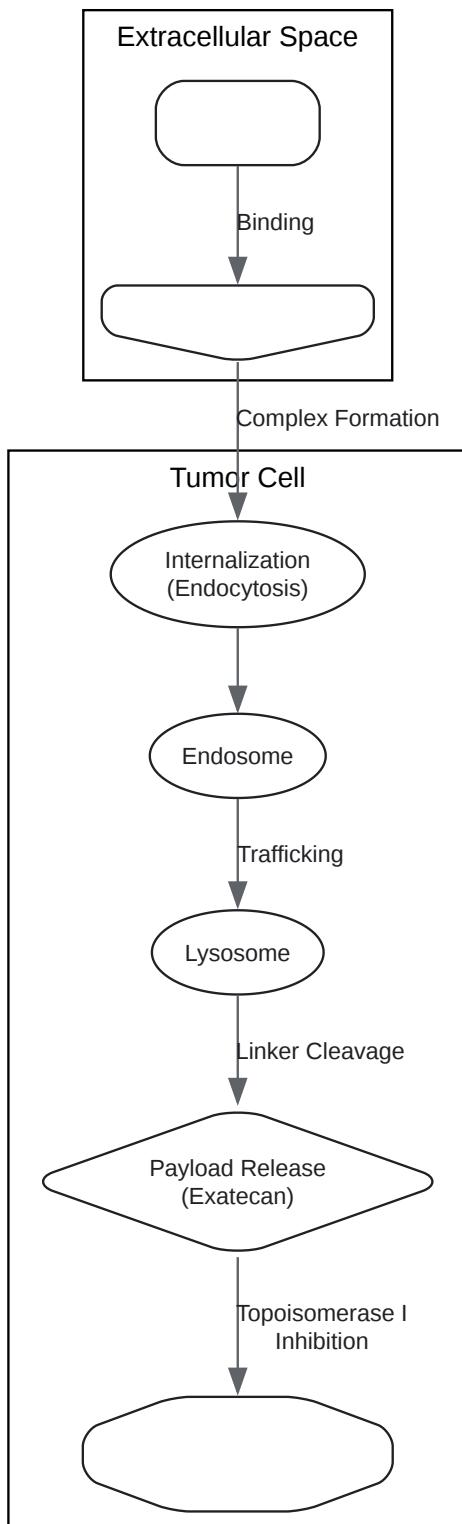 Extracellular Space
Binding
Complex Formation
Tumor Cell
Internalization
(Endocytosis)
Endosome
Trafficking
Lysosome
Linker Cleavage
Payload Release
(Exatecan)
Topoisomerase I
Inhibition